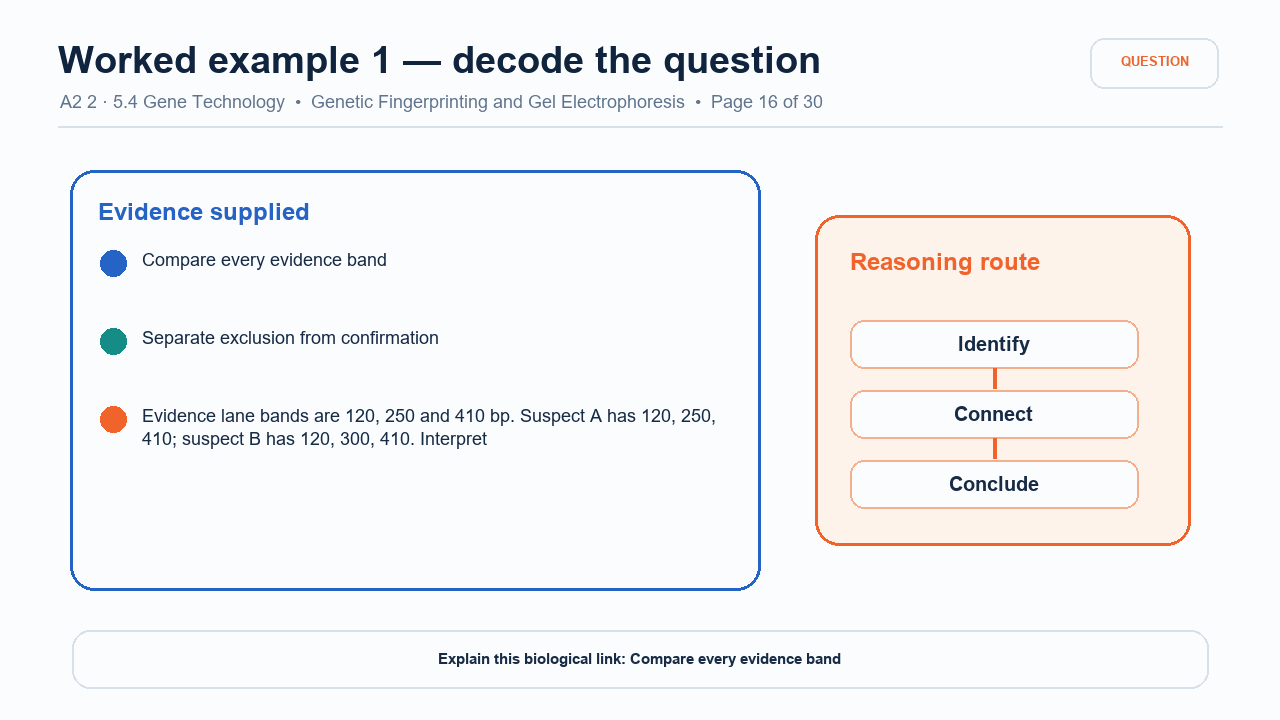 Worked example 1 — decode the question
QUESTION
A2 2 · 5.4 Gene Technology • Genetic Fingerprinting and Gel Electrophoresis • Page 16 of 30
Evidence supplied
Compare every evidence band
Separate exclusion from confirmation
Evidence lane bands are 120, 250 and 410 bp. Suspect A has 120, 250,
410; suspect B has 120, 300, 410. Interpret
Reasoning route
Identify
Connect
Conclude
Explain this biological link: Compare every evidence band